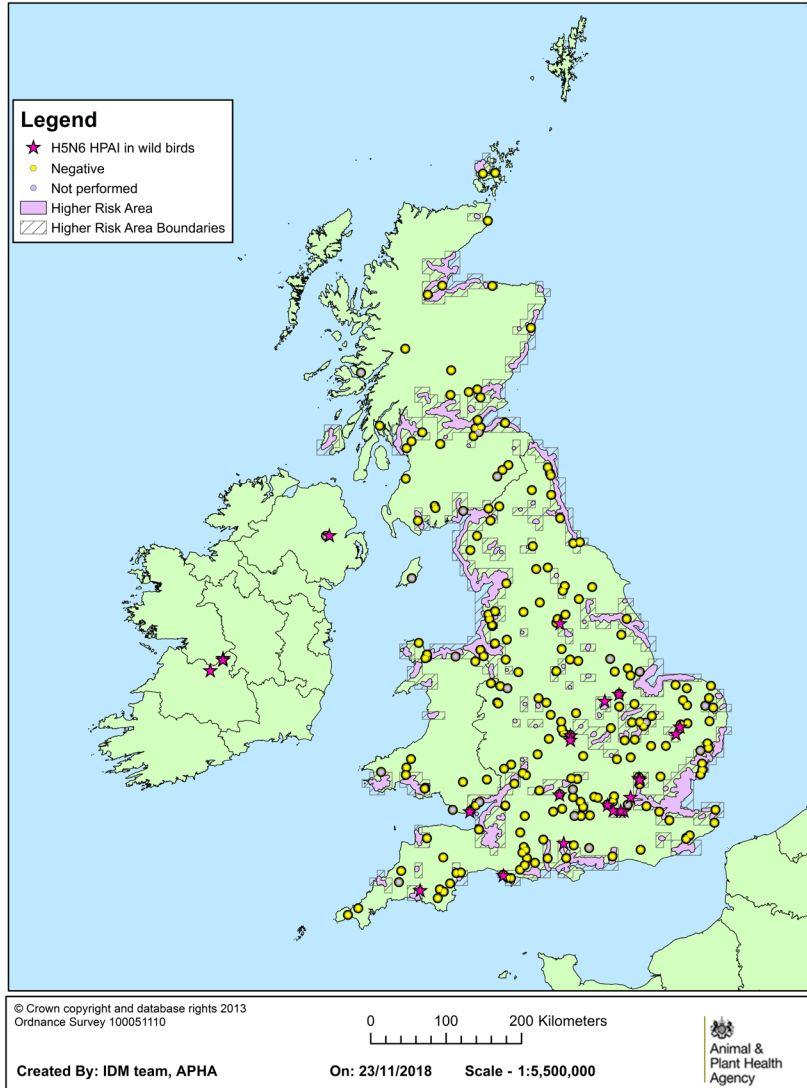 Legend
H5N6 HPAI in wild birds
Negative
Not performed
Higher Risk Area
Higher Risk Area Boundaries
© Crown copyright and database rights 2013
Ordnance Survey 100051110
0 100 200 Kilometers
Created By: IDM team, APHA
On: 23/11/2018
Scale - 1:5,500,000
Animal &
Plant Health
Agency